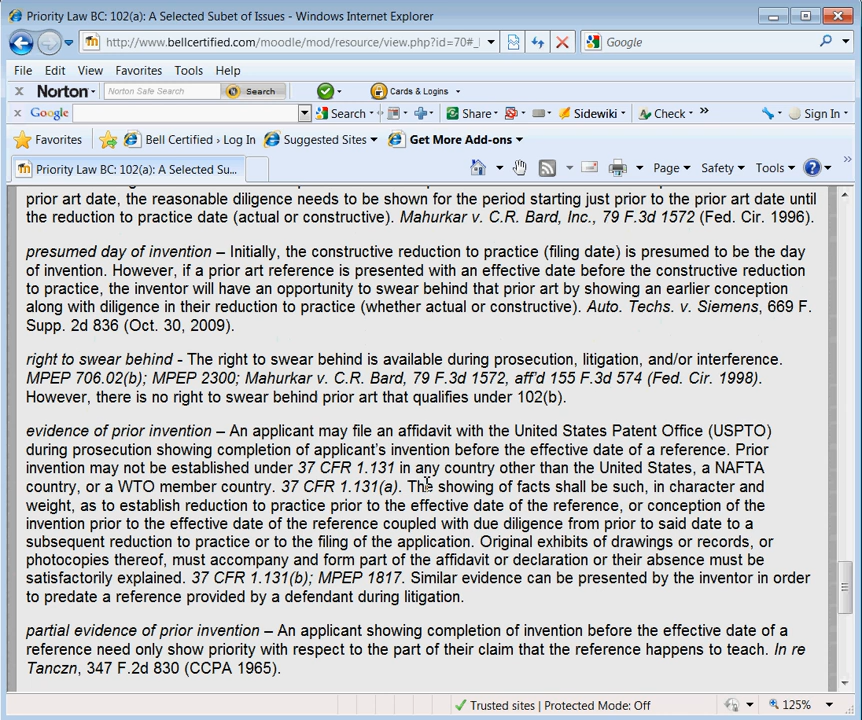 Priority Law BC: 102(a): A Selected Subet of Issues - Windows Internet Explorer
http://www.bellcertified.com/moodle/mod/resource/view.php?id=70#_l
Google
File Edit View Favorites Tools Help
x Norton Norton Safe Search Search Cards & Logins
x Google Search Share Sidewiki Check Sign In
Favorites Bell Certified › Log In Suggested Sites Get More Add-ons
Priority Law BC: 102(a): A Selected Su... Page Safety Tools
prior art date, the reasonable diligence needs to be shown for the period starting just prior to the prior art date until
the reduction to practice date (actual or constructive). Mahurkar v. C.R. Bard, Inc., 79 F.3d 1572 (Fed. Cir. 1996).
presumed day of invention – Initially, the constructive reduction to practice (filing date) is presumed to be the day
of invention. However, if a prior art reference is presented with an effective date before the constructive reduction
to practice, the inventor will have an opportunity to swear behind that prior art by showing an earlier conception
along with diligence in their reduction to practice (whether actual or constructive). Auto. Techs. v. Siemens, 669 F.
Supp. 2d 836 (Oct. 30, 2009).
right to swear behind - The right to swear behind is available during prosecution, litigation, and/or interference.
MPEP 706.02(b); MPEP 2300; Mahurkar v. C.R. Bard, 79 F.3d 1572, aff'd 155 F.3d 574 (Fed. Cir. 1998).
However, there is no right to swear behind prior art that qualifies under 102(b).
evidence of prior invention – An applicant may file an affidavit with the United States Patent Office (USPTO)
during prosecution showing completion of applicant's invention before the effective date of a reference. Prior
invention may not be established under 37 CFR 1.131 in any country other than the United States, a NAFTA
country, or a WTO member country. 37 CFR 1.131(a). The showing of facts shall be such, in character and
weight, as to establish reduction to practice prior to the effective date of the reference, or conception of the
invention prior to the effective date of the reference coupled with due diligence from prior to said date to a
subsequent reduction to practice or to the filing of the application. Original exhibits of drawings or records, or
photocopies thereof, must accompany and form part of the affidavit or declaration or their absence must be
satisfactorily explained. 37 CFR 1.131(b); MPEP 1817. Similar evidence can be presented by the inventor in order
to predate a reference provided by a defendant during litigation.
partial evidence of prior invention – An applicant showing completion of invention before the effective date of a
reference need only show priority with respect to the part of their claim that the reference happens to teach. In re
Tanczn, 347 F.2d 830 (CCPA 1965).
Trusted sites | Protected Mode: Off 125%